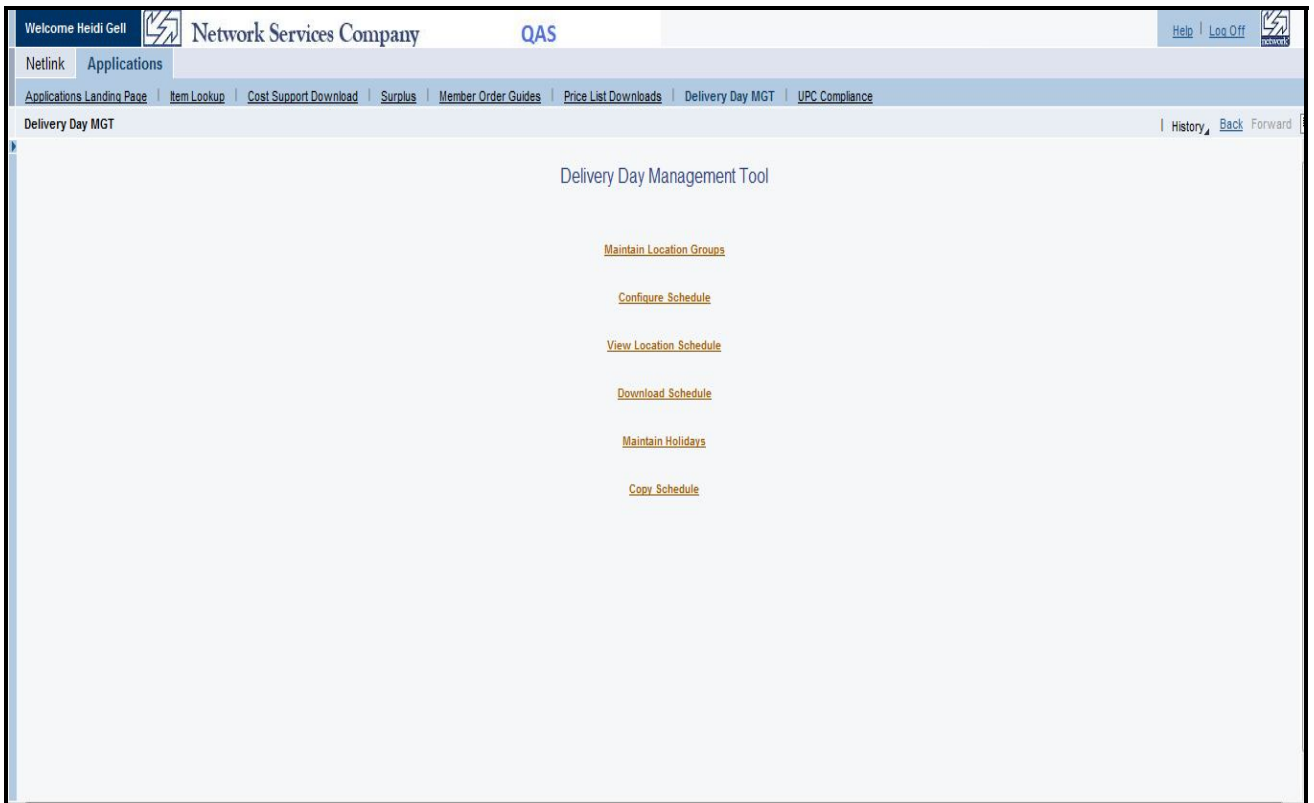 Welcome Heidi Gell Network Services Company QAS Help | Log Off network
Netlink Applications
Applications Landing Page | Item Lookup | Cost Support Download | Surplus | Member Order Guides | Price List Downloads | Delivery Day MGT | UPC Compliance
Delivery Day MGT | History Back Forward
Delivery Day Management Tool
Maintain Location Groups
Configure Schedule
View Location Schedule
Download Schedule
Maintain Holidays
Copy Schedule